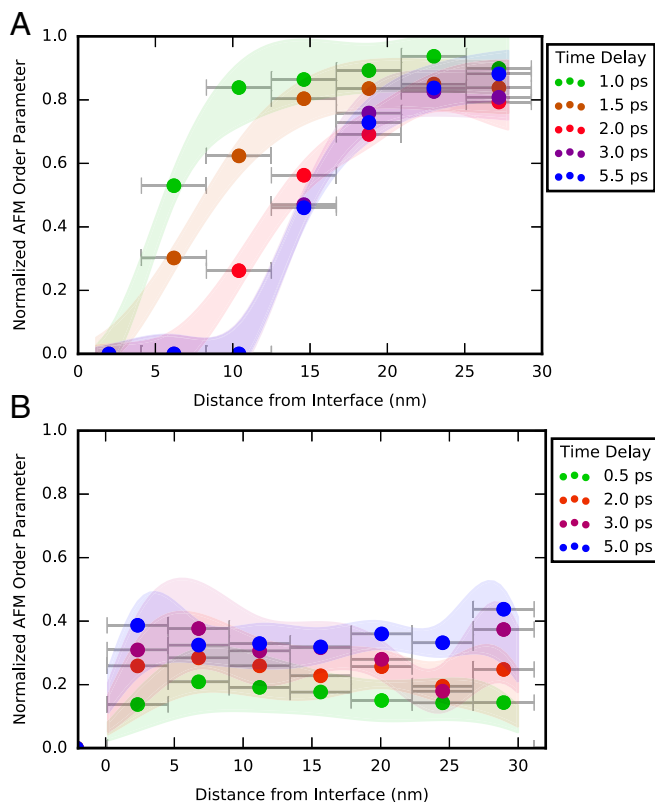 A
1.0
0.8
0.6
0.4
0.2
0.0
Normalized AFM Order Parameter
0 5 10 15 20 25 30
Distance from Interface (nm)
Time Delay
1.0 ps
1.5 ps
2.0 ps
3.0 ps
5.5 ps
B
1.0
0.8
0.6
0.4
0.2
0.0
Normalized AFM Order Parameter
0 5 10 15 20 25 30
Distance from Interface (nm)
Time Delay
0.5 ps
2.0 ps
3.0 ps
5.0 ps